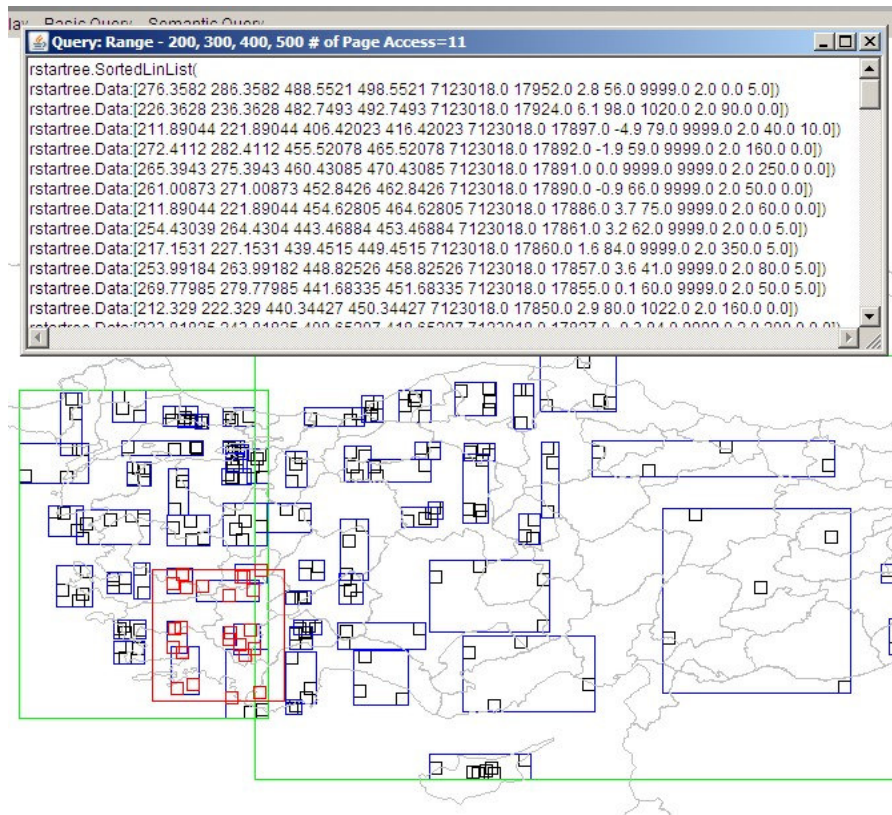 lay Basic Query Semantic Query
Query: Range - 200, 300, 400, 500 # of Page Access=11
rstartree.SortedLinList(
rstartree.Data:[276.3582 286.3582 488.5521 498.5521 7123018.0 17952.0 2.8 56.0 9999.0 2.0 0.0 5.0])
rstartree.Data:[226.3628 236.3628 482.7493 492.7493 7123018.0 17924.0 6.1 98.0 1020.0 2.0 90.0 0.0])
rstartree.Data:[211.89044 221.89044 406.42023 416.42023 7123018.0 17897.0 -4.9 79.0 9999.0 2.0 40.0 10.0])
rstartree.Data:[272.4112 282.4112 455.52078 465.52078 7123018.0 17892.0 -1.9 59.0 9999.0 2.0 160.0 0.0])
rstartree.Data:[265.3943 275.3943 460.43085 470.43085 7123018.0 17891.0 0.0 9999.0 9999.0 2.0 250.0 0.0])
rstartree.Data:[261.00873 271.00873 452.8426 462.8426 7123018.0 17890.0 -0.9 66.0 9999.0 2.0 50.0 0.0])
rstartree.Data:[211.89044 221.89044 454.62805 464.62805 7123018.0 17886.0 3.7 75.0 9999.0 2.0 60.0 0.0])
rstartree.Data:[254.43039 264.4304 443.46884 453.46884 7123018.0 17861.0 3.2 62.0 9999.0 2.0 0.0 5.0])
rstartree.Data:[217.1531 227.1531 439.4515 449.4515 7123018.0 17860.0 1.6 84.0 9999.0 2.0 350.0 5.0])
rstartree.Data:[253.99184 263.99182 448.82526 458.82526 7123018.0 17857.0 3.6 41.0 9999.0 2.0 80.0 5.0])
rstartree.Data:[269.77985 279.77985 441.68335 451.68335 7123018.0 17855.0 0.1 60.0 9999.0 2.0 50.0 5.0])
rstartree.Data:[212.329 222.329 440.34427 450.34427 7123018.0 17850.0 2.9 80.0 1022.0 2.0 160.0 0.0])